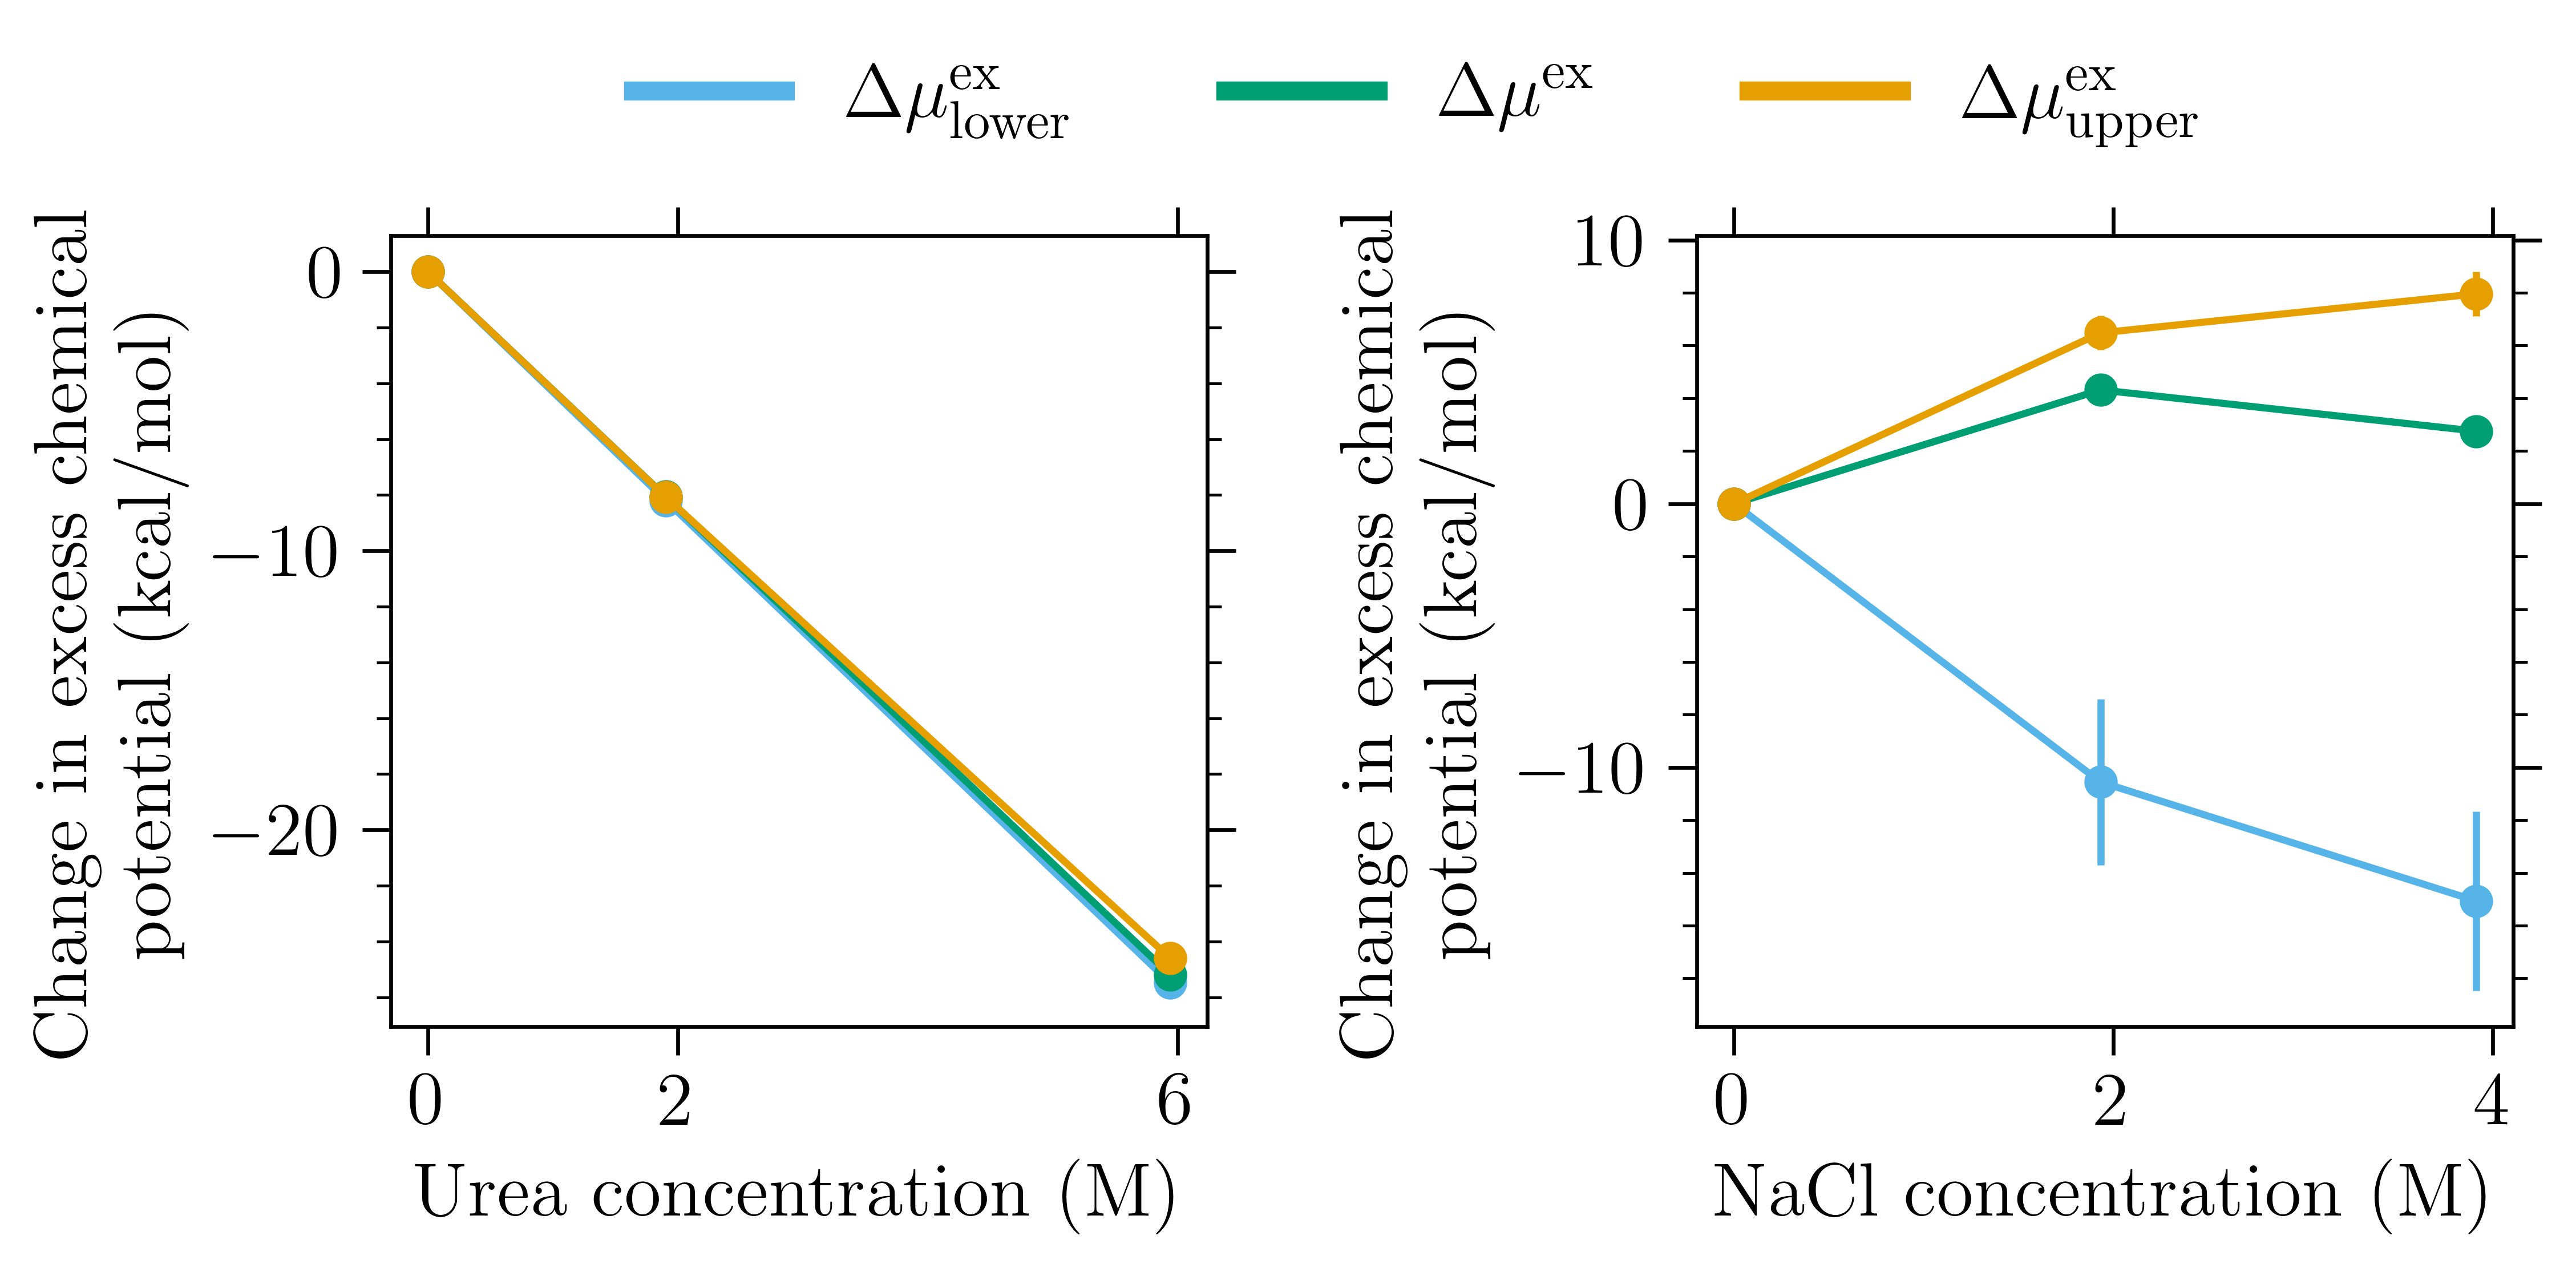 Δμ^ex_lower Δμ^ex Δμ^ex_upper
Change in excess chemical
potential (kcal/mol)
0
−10
−20
0 2 6
Urea concentration (M)
Change in excess chemical
potential (kcal/mol)
10
0
−10
0 2 4
NaCl concentration (M)